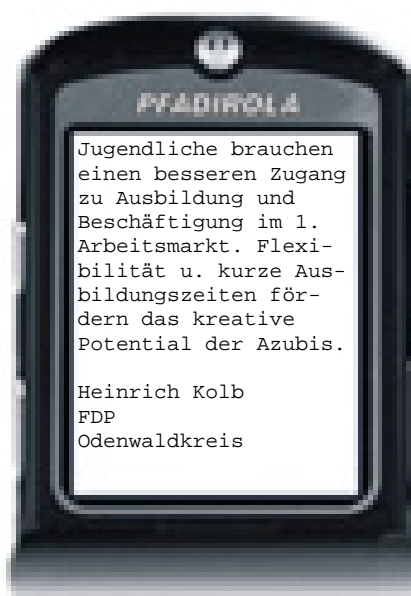 PFADIROLA
Jugendliche brauchen
einen besseren Zugang
zu Ausbildung und
Beschäftigung im 1.
Arbeitsmarkt. Flexi-
bilität u. kurze Aus-
bildungszeiten för-
dern das kreative
Potential der Azubis.
Heinrich Kolb
FDP
Odenwaldkreis